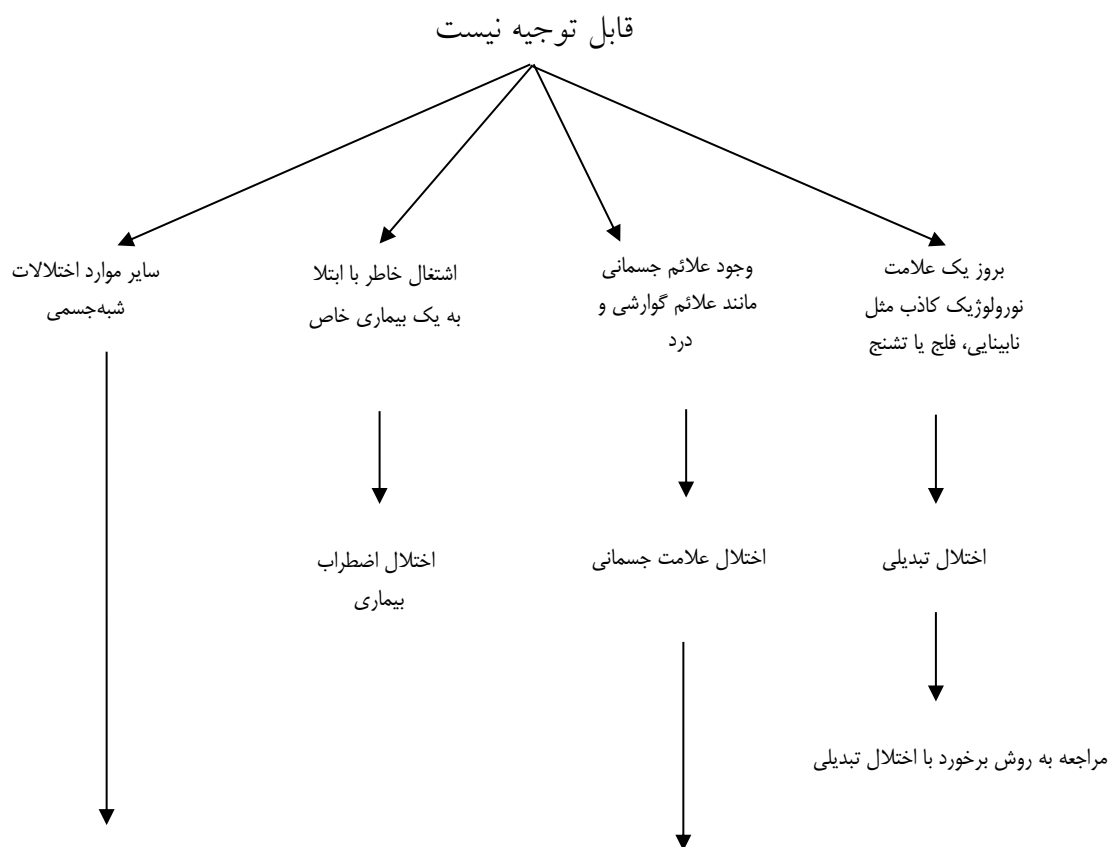 قابل توجیه نیست
بروز یک علامت
نورولوژیک کاذب مثل
نابینایی، فلج یا تشنج
وجود علائم جسمانی
مانند علائم گوارشی و
درد
اشتغال خاطر با ابتلا
به یک بیماری خاص
سایر موارد اختلالات
شبه‌جسمی
اختلال تبدیلی
اختلال علامت جسمانی
اختلال اضطراب
بیماری
مراجعه به روش برخورد با اختلال تبدیلی